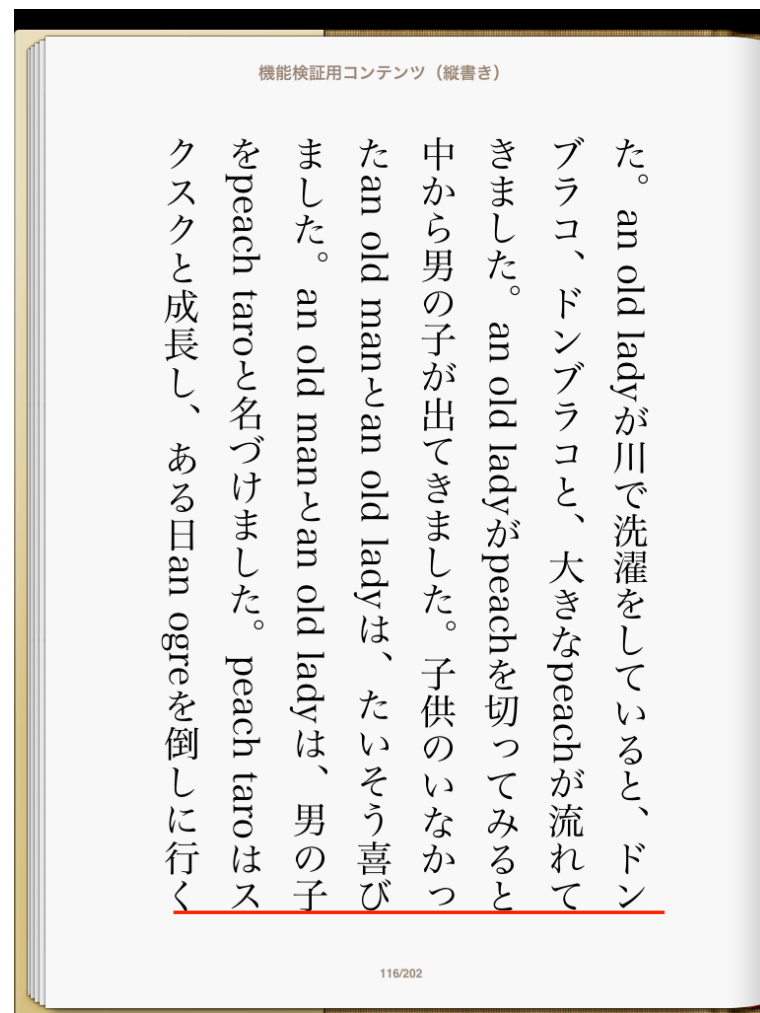 機能検証用コンテンツ（縦書き）
た。an old ladyが川で洗濯をしていると、ドン
ブラコ、ドンブラコと、大きなpeachが流れて
きました。an old ladyがpeachを切ってみると
中から男の子が出てきました。子供のいなかっ
たan old manとan old ladyは、たいそう喜び
ました。an old manとan old ladyは、男の子
をpeach taroと名づけました。peach taroはス
クスクと成長し、ある日an ogreを倒しに行く
116/202